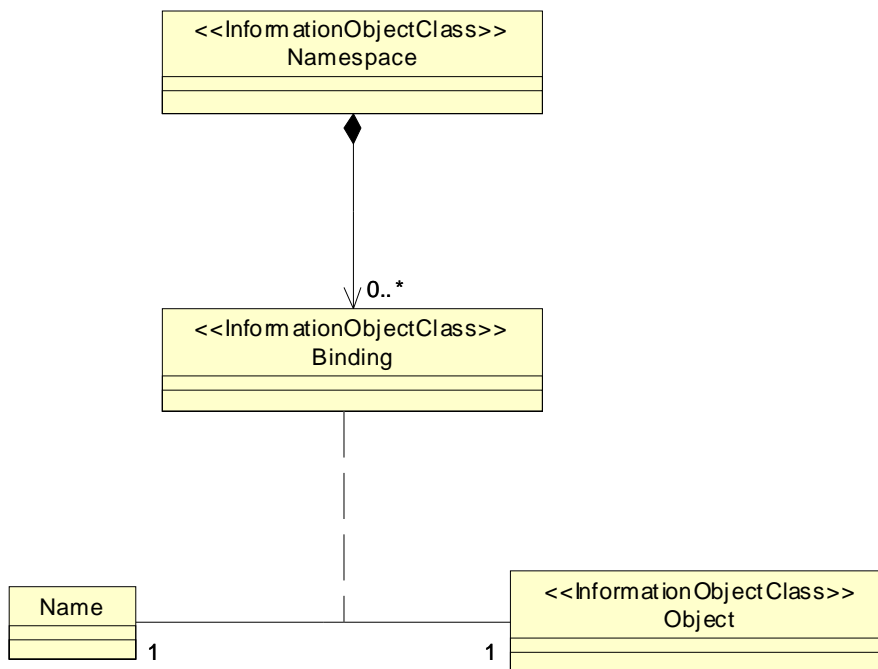 <<InformationObjectClass>>
Namespace
0..*
<<InformationObjectClass>>
Binding
Name
1
1
<<InformationObjectClass>>
Object